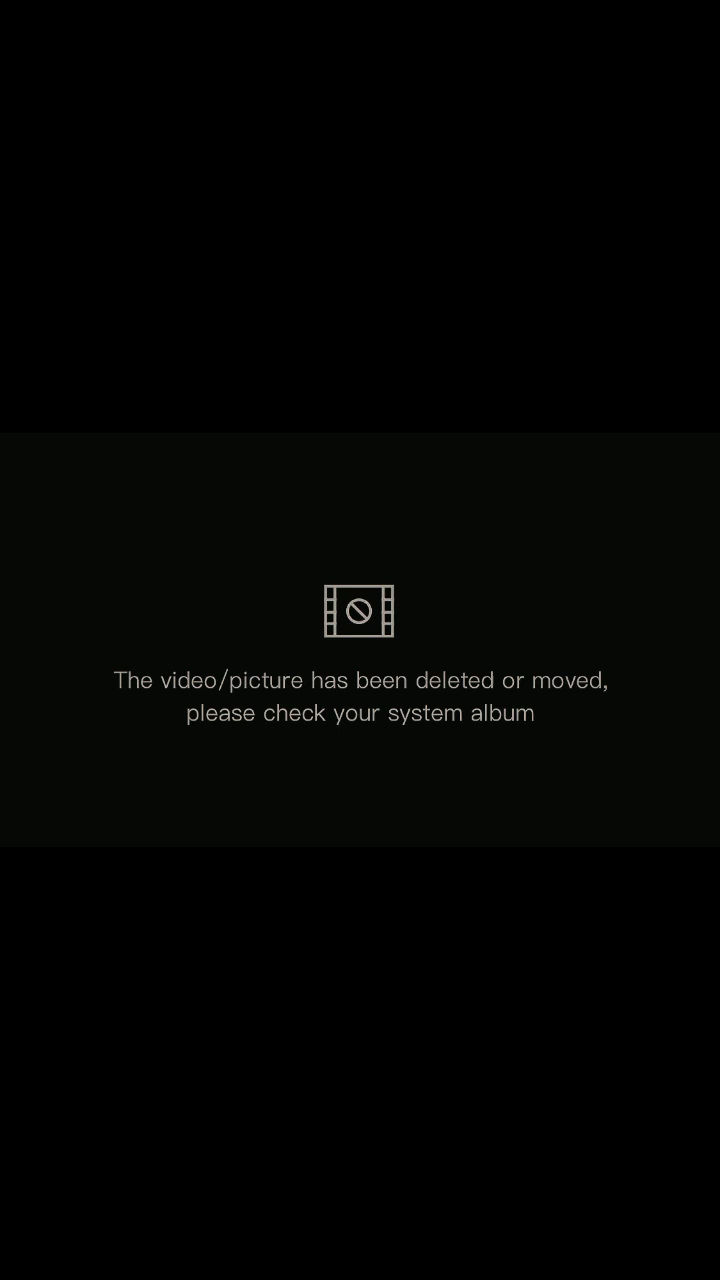 The video/picture has been deleted or moved,
please check your system album